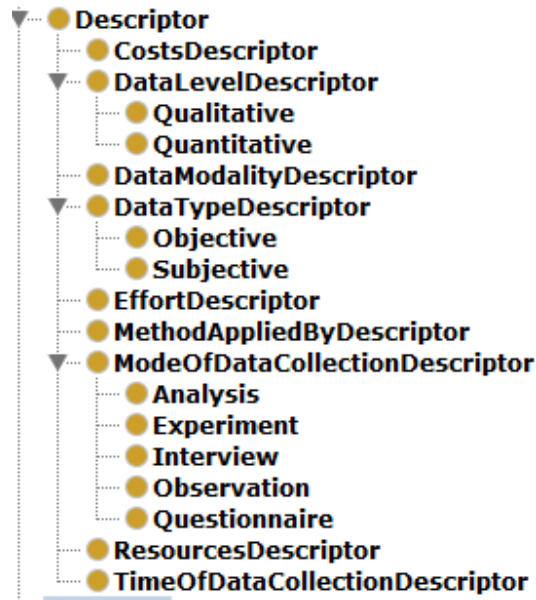 Descriptor
CostsDescriptor
DataLevelDescriptor
Qualitative
Quantitative
DataModalityDescriptor
DataTypeDescriptor
Objective
Subjective
EffortDescriptor
MethodAppliedByDescriptor
ModeOfDataCollectionDescriptor
Analysis
Experiment
Interview
Observation
Questionnaire
ResourcesDescriptor
TimeOfDataCollectionDescriptor